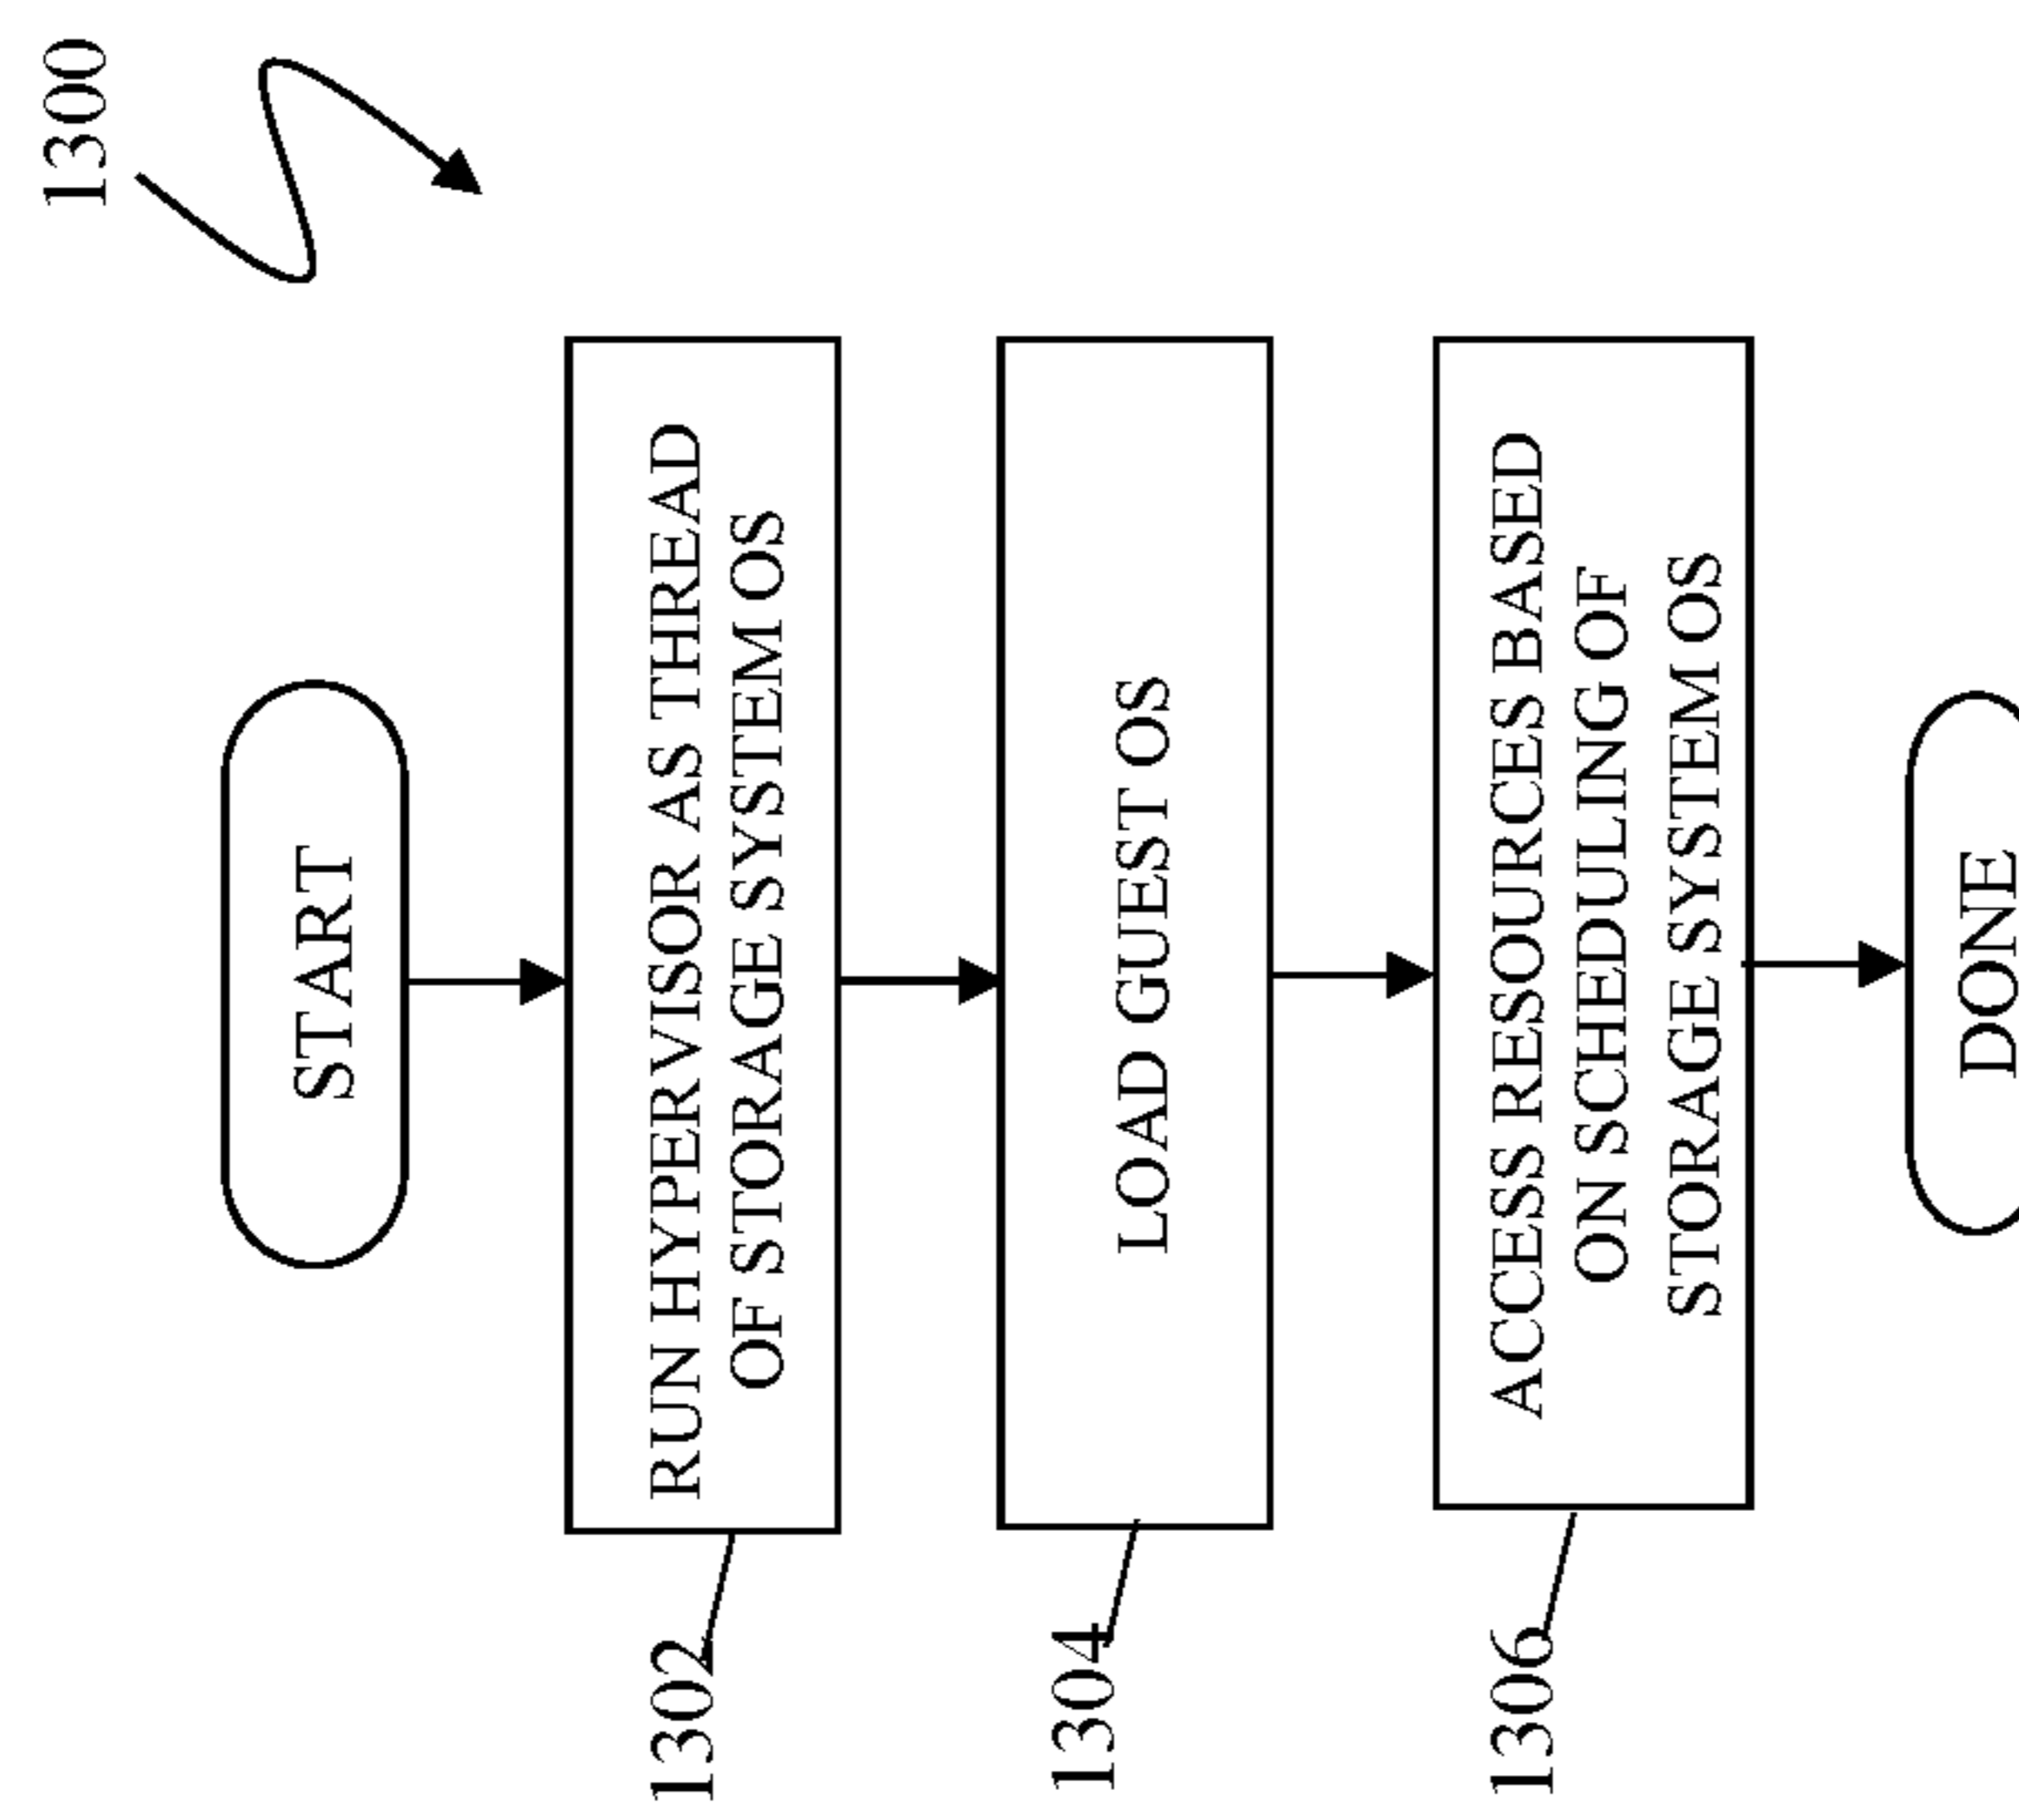 1300
START
1302
RUN HYPERVISOR AS THREAD
OF STORAGE SYSTEM OS
1304
LOAD GUEST OS
1306
ACCESS RESOURCES BASED
ON SCHEDULING OF
STORAGE SYSTEM OS
DONE